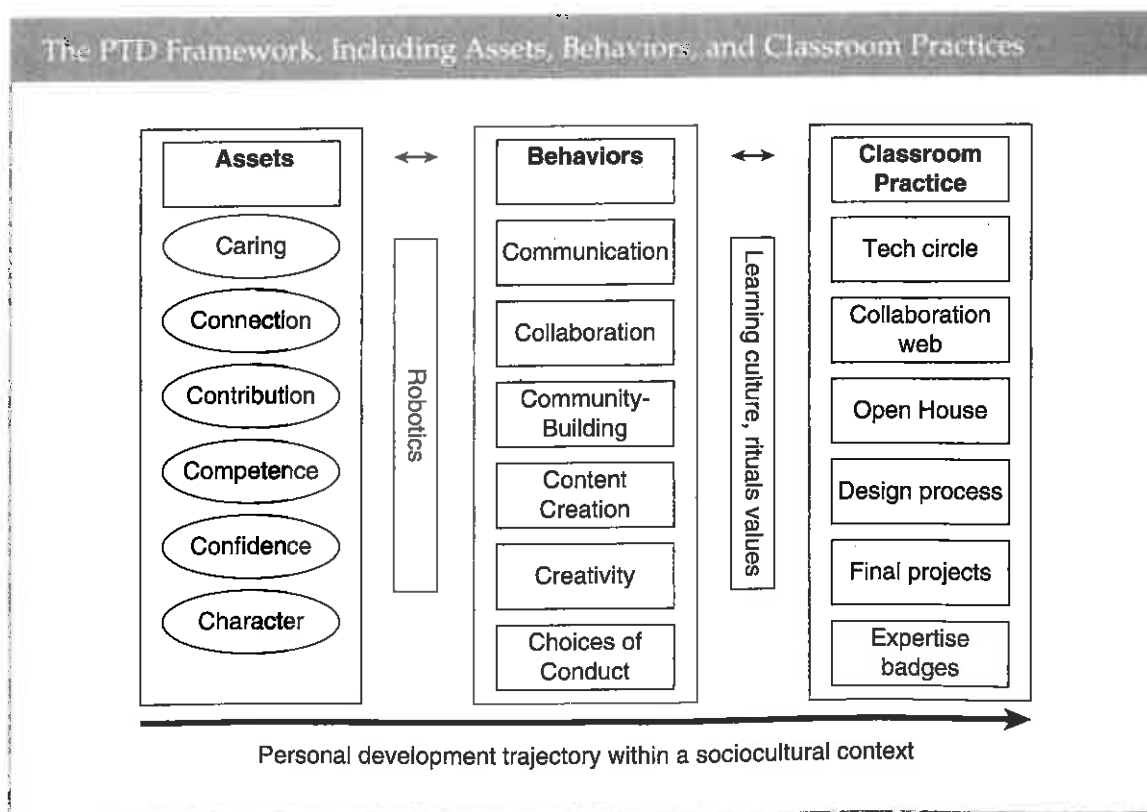 The PTD Framework, Including Assets, Behaviors, and Classroom Practices
Assets
Caring
Connection
Contribution
Competence
Confidence
Character
Robotics
Behaviors
Communication
Collaboration
Community-
Building
Content
Creation
Creativity
Choices of
Conduct
Learning culture, rituals values
Classroom
Practice
Tech circle
Collaboration
web
Open House
Design process
Final projects
Expertise
badges
Personal development trajectory within a sociocultural context